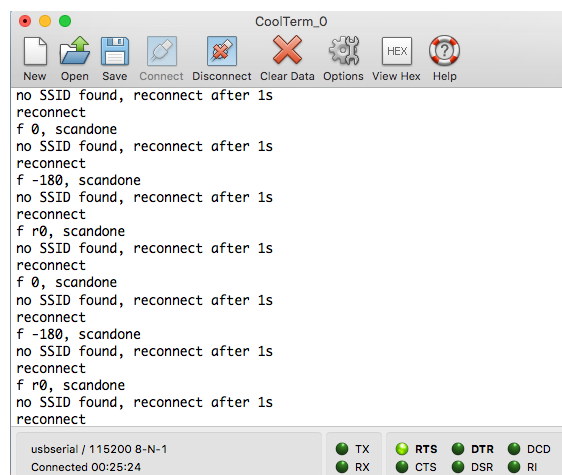 CoolTerm_0
New Open Save Connect Disconnect Clear Data Options HEX View Hex Help
no SSID found, reconnect after 1s
reconnect
f 0, scandone
no SSID found, reconnect after 1s
reconnect
f -180, scandone
no SSID found, reconnect after 1s
reconnect
f r0, scandone
no SSID found, reconnect after 1s
reconnect
f 0, scandone
no SSID found, reconnect after 1s
reconnect
f -180, scandone
no SSID found, reconnect after 1s
reconnect
f r0, scandone
no SSID found, reconnect after 1s
reconnect
usbserial / 115200 8-N-1 TX RTS DTR DCD
Connected 00:25:24 RX CTS DSR RI